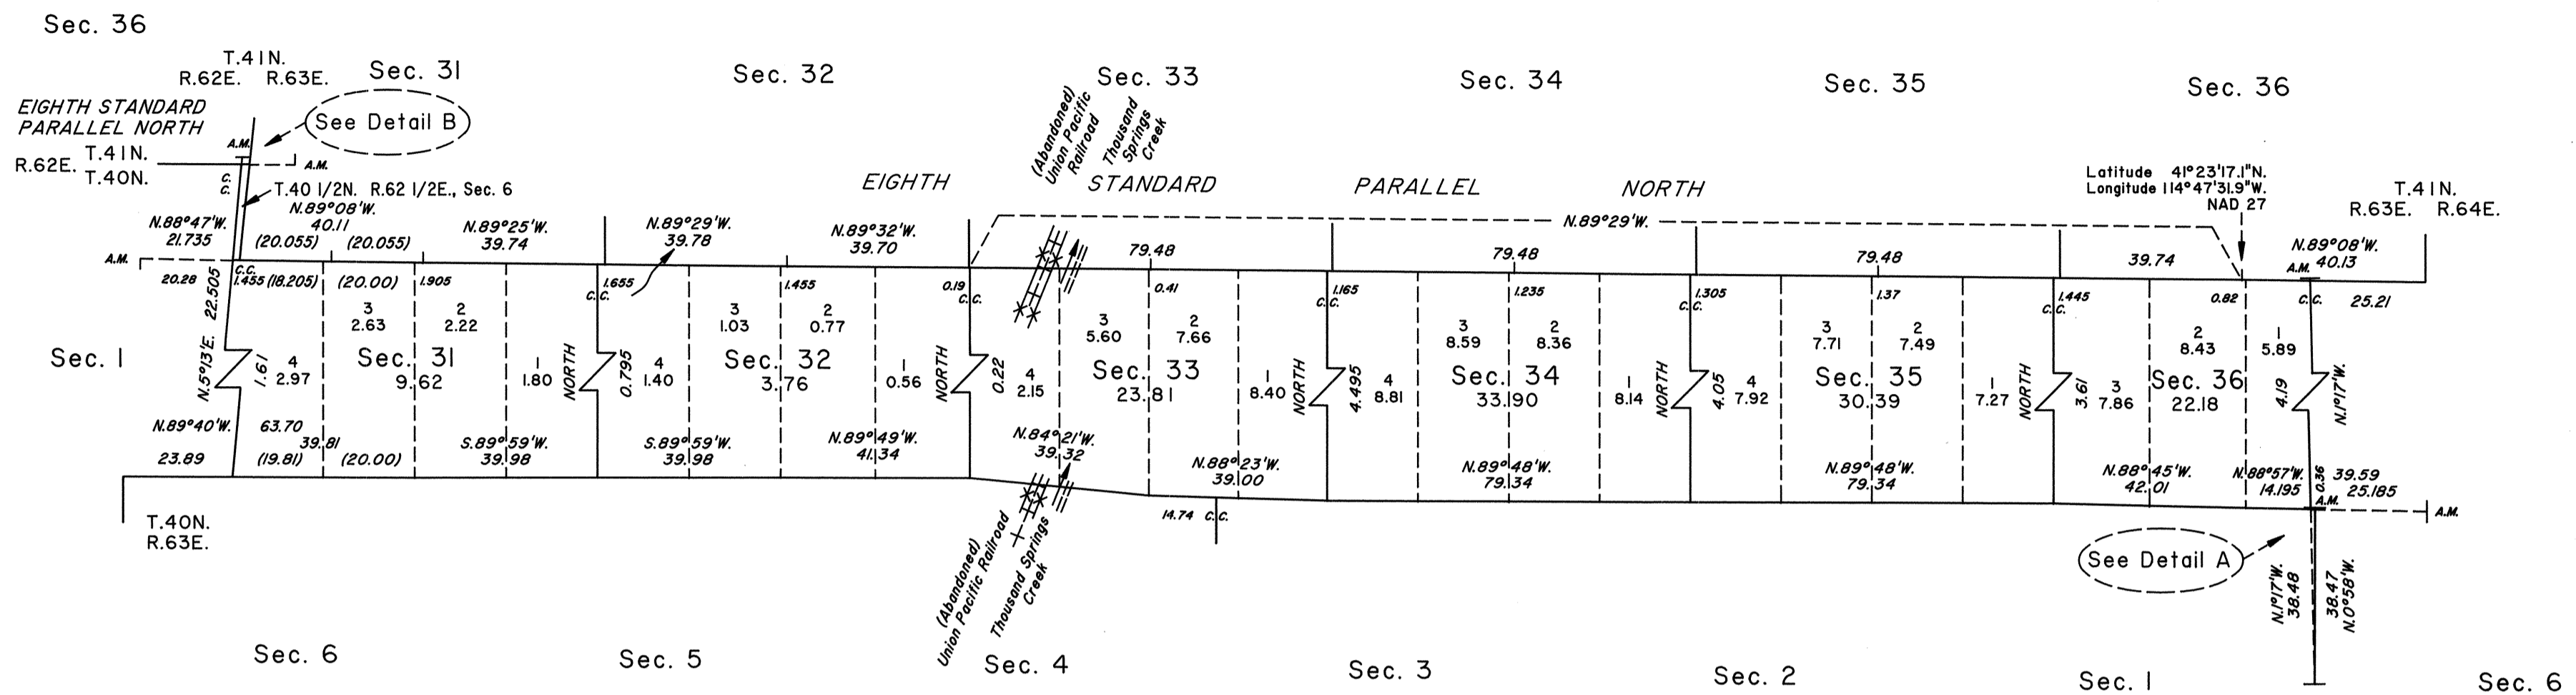 Sec. 36
T.41N.
R.62E. R.63E.
Sec. 31
Sec. 32
Sec. 33
Sec. 34
Sec. 35
Sec. 36
EIGHTH STANDARD
PARALLEL NORTH
See Detail B
(Abandoned)
Union Pacific
Railroad
Thousand
Springs
Creek
A.M.
T.41N.
R.62E.
T.40N.
A.M.
C.
C.
T.40 1/2N. R.62 1/2E., Sec. 6
EIGHTH STANDARD PARALLEL NORTH
Latitude 41°23'17.1"N.
Longitude 114°47'31.9"W.
NAD 27
T.41N.
R.63E. R.64E.
N.88°47'W.
21.735
N.89°08'W.
40.11
(20.055) (20.055)
N.89°25'W.
39.74
N.89°29'W.
39.78
N.89°32'W.
39.70
N.89°29'W.
79.48
79.48
79.48
39.74
N.89°08'W.
A.M. 40.13
A.M.
20.28
22.505
N.5°13'E.
C.C.
1.455 (18.205) (20.00) 1.905
1.655
C.C.
1.455
0.19
C.C.
0.41
1.165
C.C.
1.235
1.305
C.C.
1.37
1.445
C.C.
0.82
C.C. 25.21
Sec. 1
1.61
4
2.97
3
2.63
2
2.22
Sec. 31
9.62
1
1.80
NORTH
0.795
4
1.40
3
1.03
2
0.77
Sec. 32
3.76
1
0.56
NORTH
0.22
4
2.15
3
5.60
2
7.66
Sec. 33
23.81
1
8.40
NORTH
4.495
4
8.81
3
8.59
2
8.36
Sec. 34
33.90
1
8.14
NORTH
4.05
4
7.92
3
7.71
2
7.49
Sec. 35
30.39
1
7.27
NORTH
3.61
3
7.86
2
8.43
Sec. 36
22.18
1
5.89
4.19
N.1°17'W.
N.89°40'W. 63.70
23.89
39.81
(19.81) (20.00)
S.89°59'W.
39.98
S.89°59'W.
39.98
N.89°49'W.
41.34
N.84°21'W.
39.32
N.88°23'W.
39.00
N.89°48'W.
79.34
N.89°48'W.
79.34
N.88°45'W.
42.01
N.88°57'W.
14.195
0.36
39.59
25.185
A.M.
A.M.
T.40N.
R.63E.
14.74 C.C.
(Abandoned)
Union Pacific Railroad
Thousand Springs
Creek
See Detail A
N.1°17'W.
38.48
38.47
N.0°58'W.
Sec. 6
Sec. 5
Sec. 4
Sec. 3
Sec. 2
Sec. 1
Sec. 6